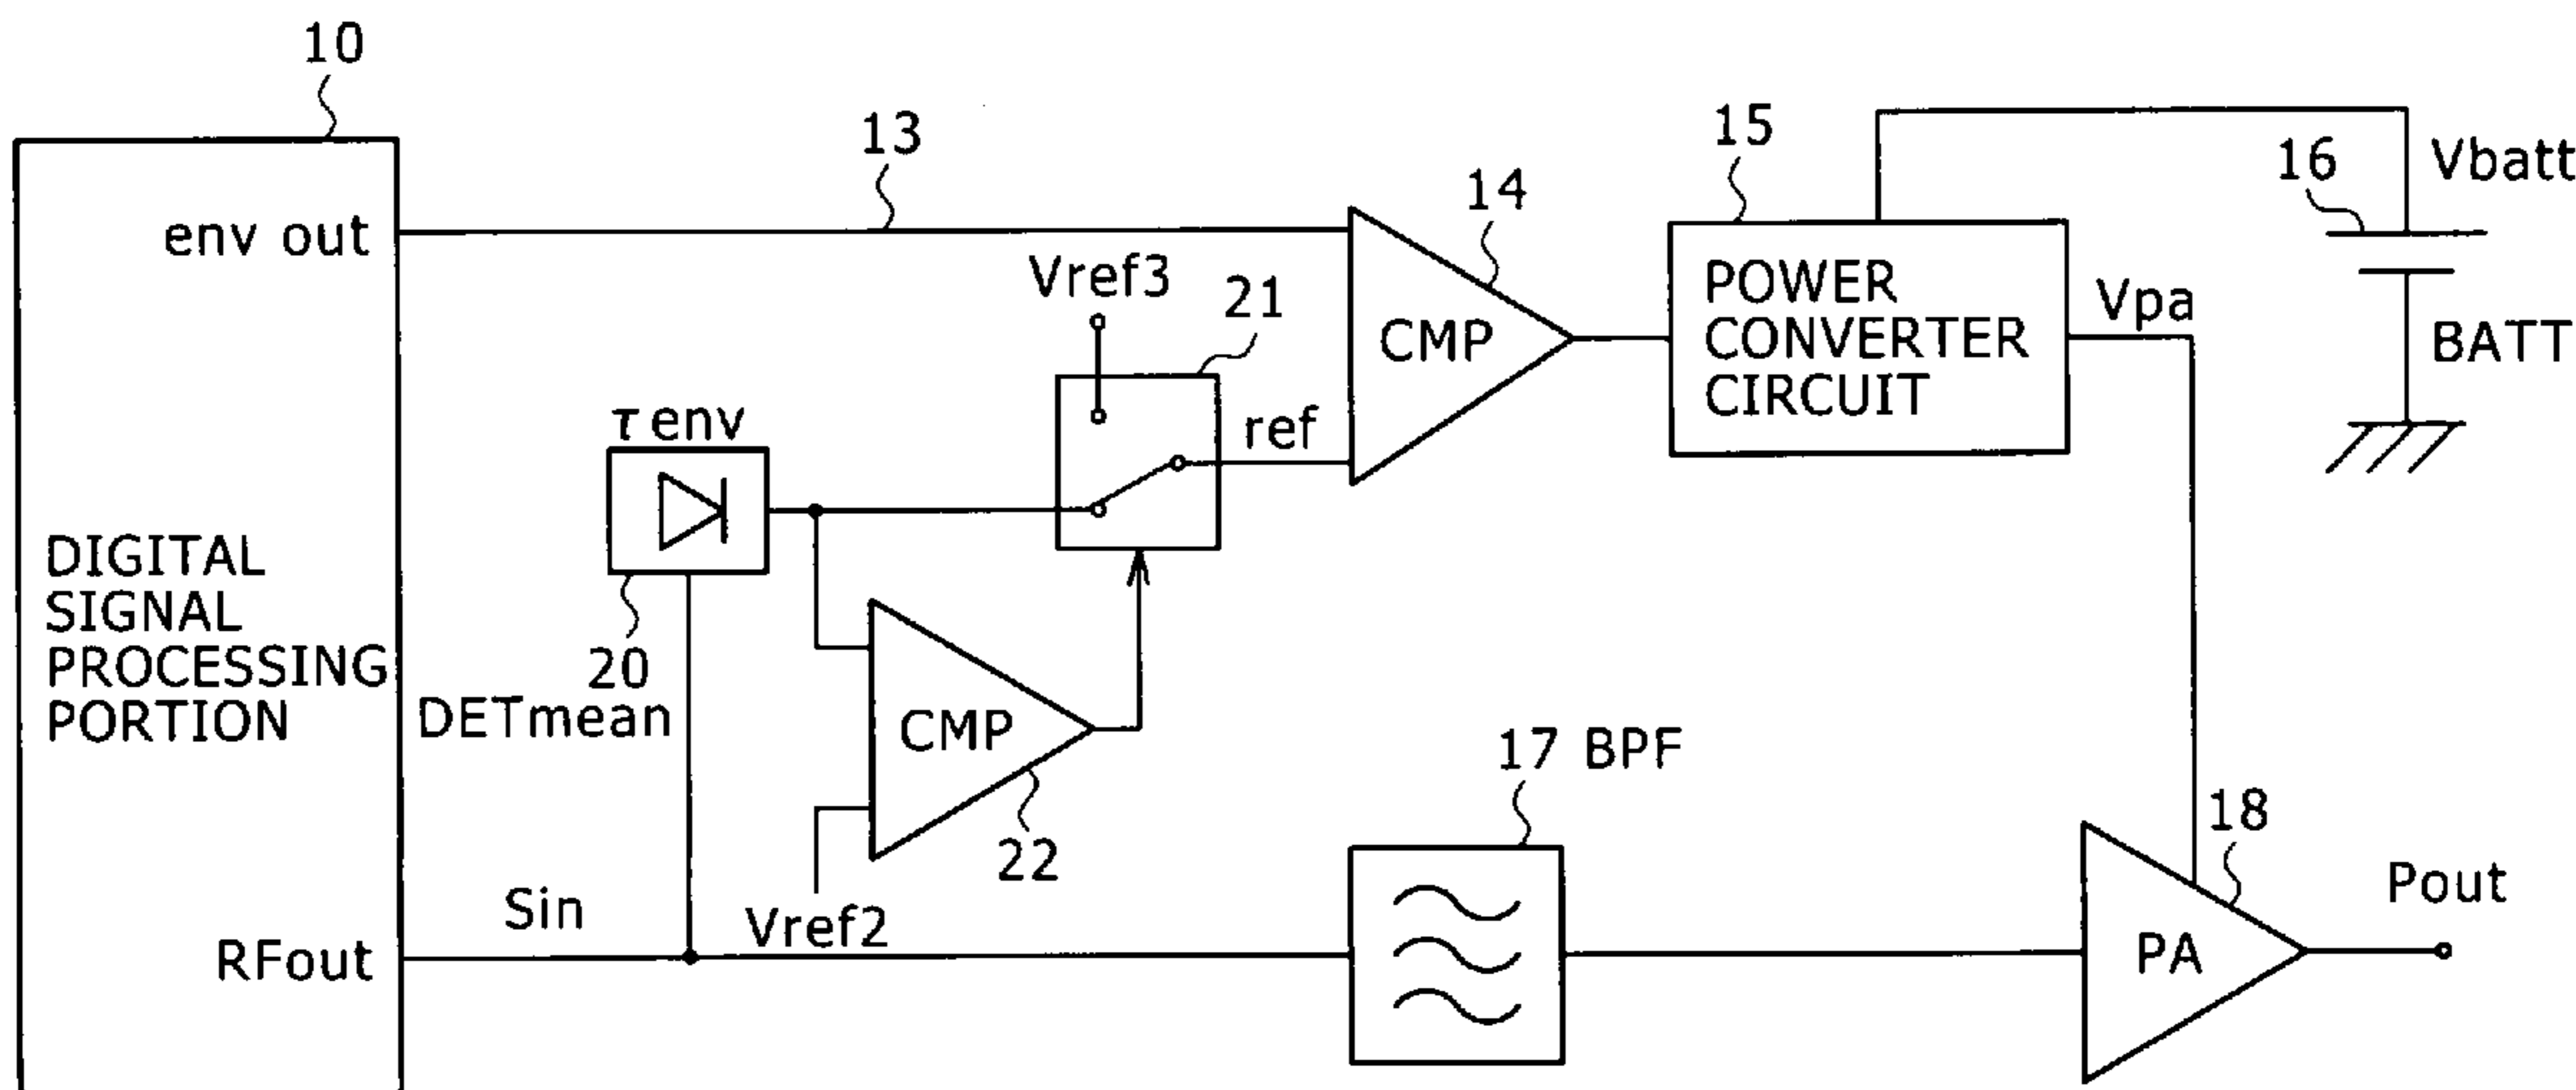 10
13
15
16
Vbatt
14
env out
Vref3
21
POWER
CONVERTER
CIRCUIT
Vpa
CMP
BATT
τ env
ref
DIGITAL
SIGNAL
PROCESSING
PORTION
20
DETmean
CMP
17 BPF
22
18
Sin
Vref2
Pout
RFout
PA